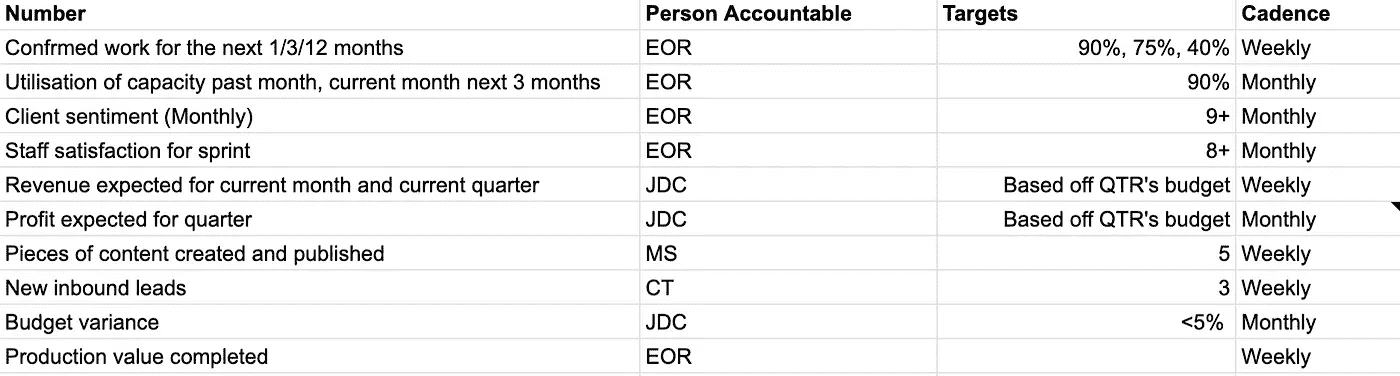 Number Person Accountable Targets Cadence
Confrmed work for the next 1/3/12 months EOR 90%, 75%, 40% Weekly
Utilisation of capacity past month, current month next 3 months EOR 90% Monthly
Client sentiment (Monthly) EOR 9+ Monthly
Staff satisfaction for sprint EOR 8+ Monthly
Revenue expected for current month and current quarter JDC Based off QTR's budget Weekly
Profit expected for quarter JDC Based off QTR's budget Monthly
Pieces of content created and published MS 5 Weekly
New inbound leads CT 3 Weekly
Budget variance JDC <5% Monthly
Production value completed EOR Weekly